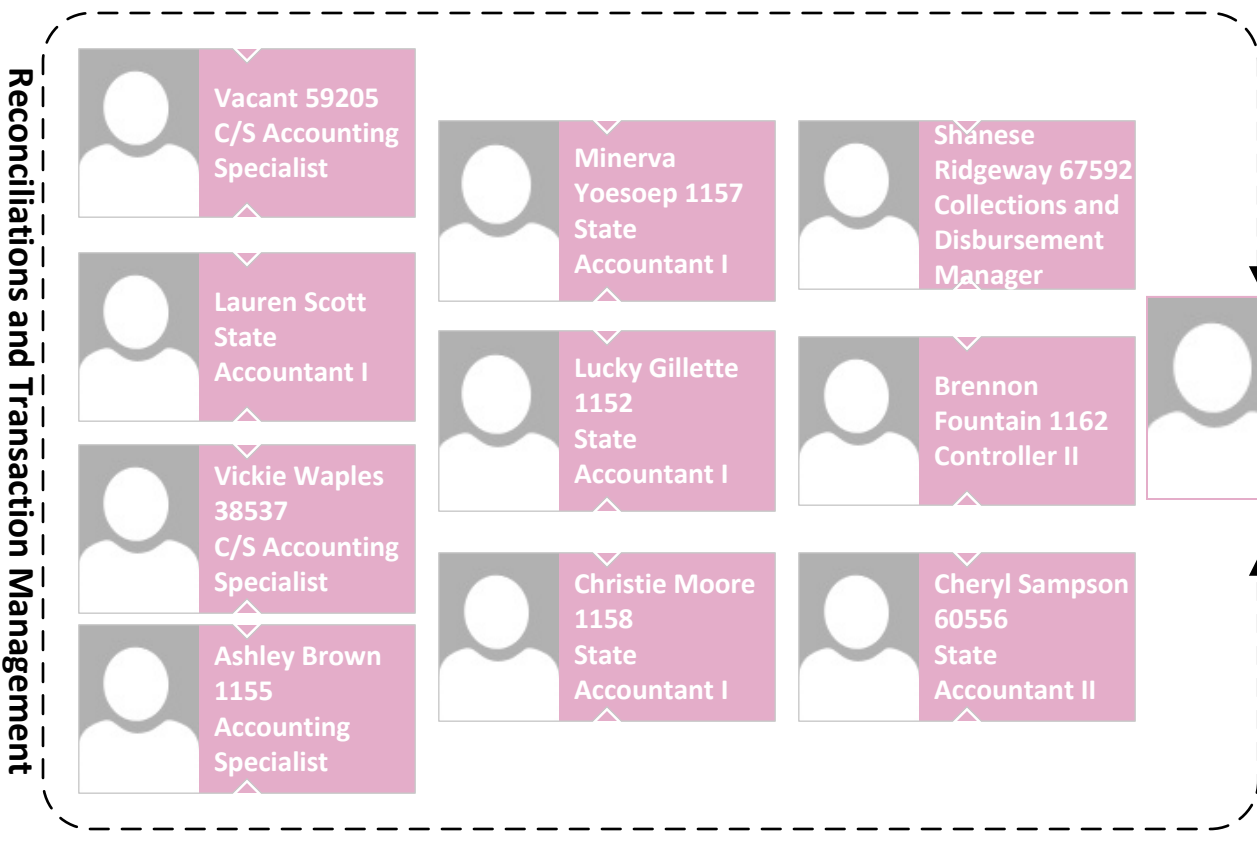 Reconciliations and Transaction Management
Vacant 59205
C/S Accounting
Specialist
Lauren Scott
State
Accountant I
Vickie Waples
38537
C/S Accounting
Specialist
Ashley Brown
1155
Accounting
Specialist
Minerva
Yoesoep 1157
State
Accountant I
Lucky Gillette
1152
State
Accountant I
Christie Moore
1158
State
Accountant I
Shanese
Ridgeway 67592
Collections and
Disbursement
Manager
Brennon
Fountain 1162
Controller II
Cheryl Sampson
60556
State
Accountant II